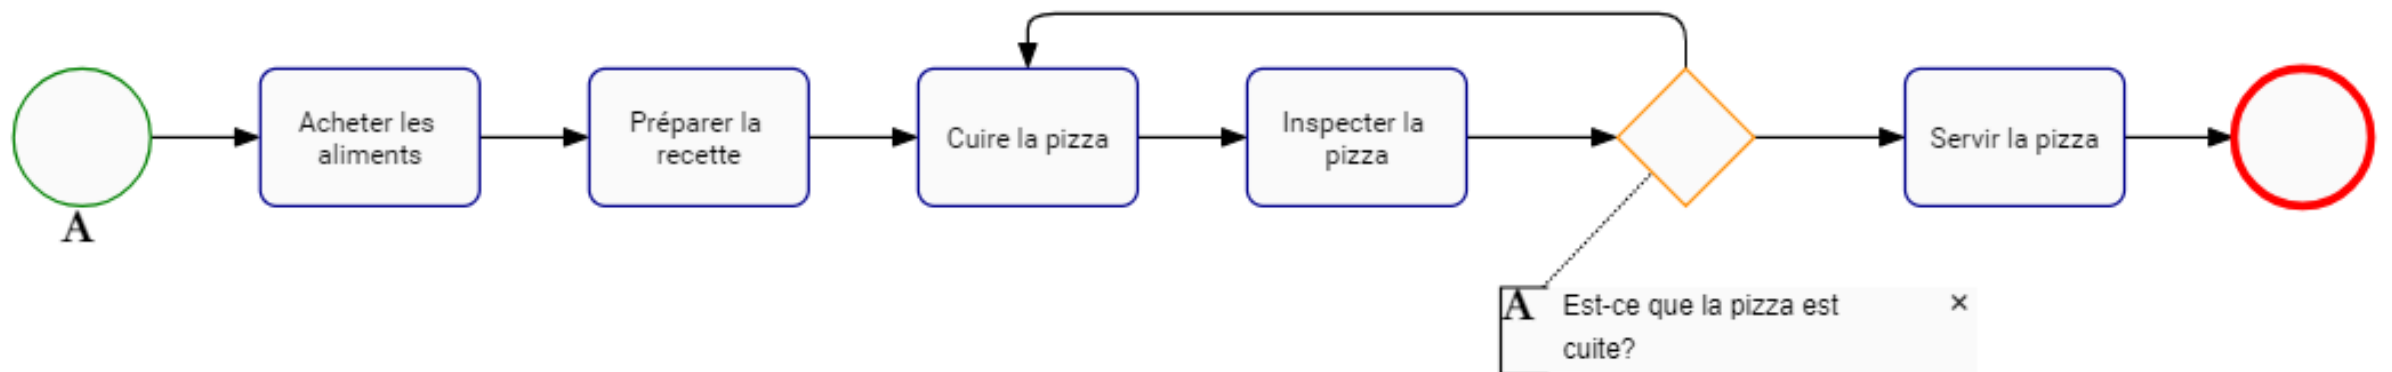 Acheter les
aliments
Préparer la
recette
Cuire la pizza
Inspecter la
pizza
Servir la pizza
A
A
Est-ce que la pizza est
cuite?
×